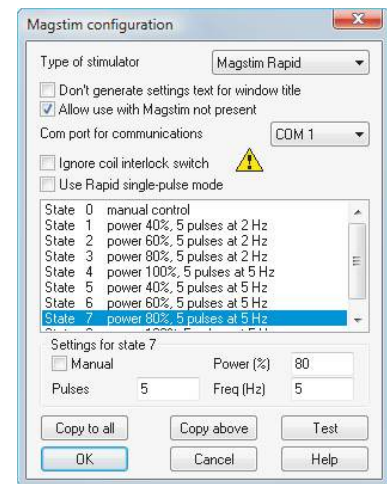 Magstim configuration
Type of stimulator Magstim Rapid
Don't generate settings text for window title
Allow use with Magstim not present
Com port for communications COM 1
Ignore coil interlock switch
Use Rapid single-pulse mode
State 0 manual control
State 1 power 40%, 5 pulses at 2 Hz
State 2 power 60%, 5 pulses at 2 Hz
State 3 power 80%, 5 pulses at 2 Hz
State 4 power 100%, 5 pulses at 5 Hz
State 5 power 40%, 5 pulses at 5 Hz
State 6 power 60%, 5 pulses at 5 Hz
State 7 power 80%, 5 pulses at 5 Hz
Settings for state 7
Manual Power (%) 80
Pulses 5 Freq (Hz) 5
Copy to all Copy above Test
OK Cancel Help